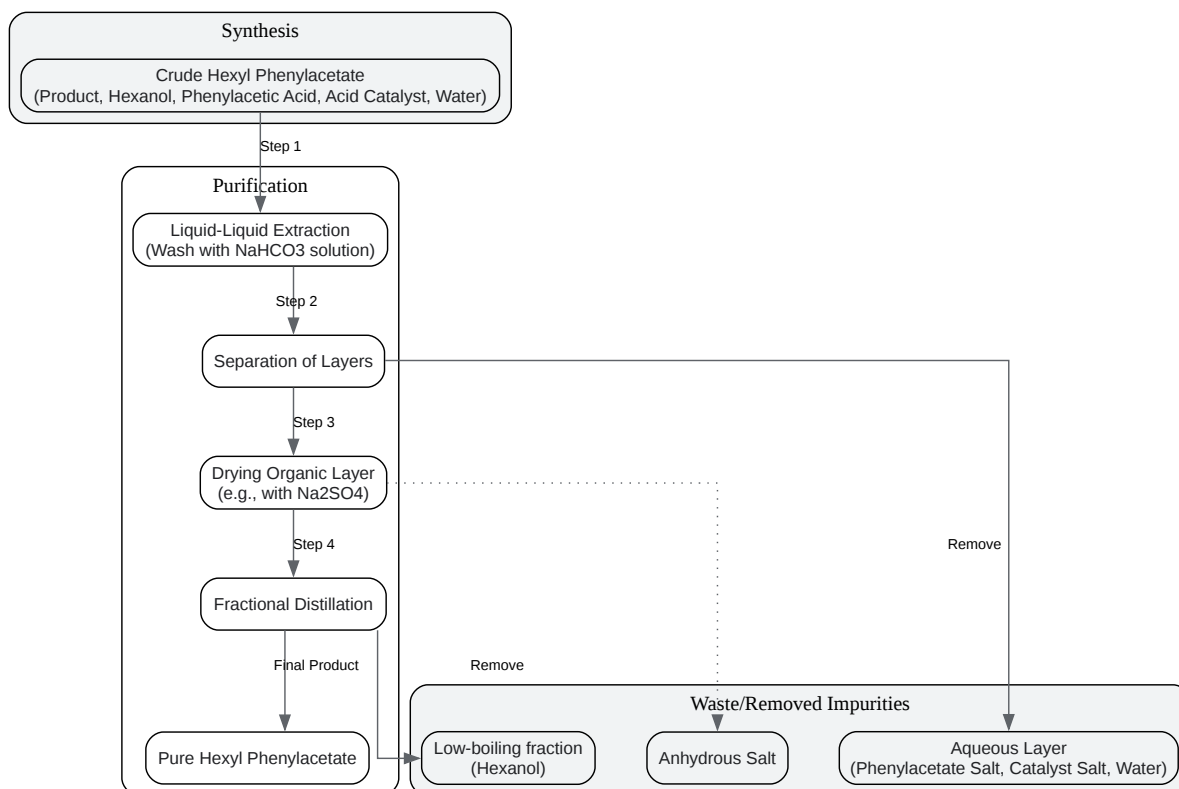 Synthesis
Crude Hexyl Phenylacetate
(Product, Hexanol, Phenylacetic Acid, Acid Catalyst, Water)
Step 1
Purification
Liquid-Liquid Extraction
(Wash with NaHCO3 solution)
Step 2
Separation of Layers
Step 3
Drying Organic Layer
(e.g., with Na2SO4)
Step 4
Remove
Fractional Distillation
Final Product
Remove
Waste/Removed Impurities
Pure Hexyl Phenylacetate
Low-boiling fraction
(Hexanol)
Anhydrous Salt
Aqueous Layer
(Phenylacetate Salt, Catalyst Salt, Water)